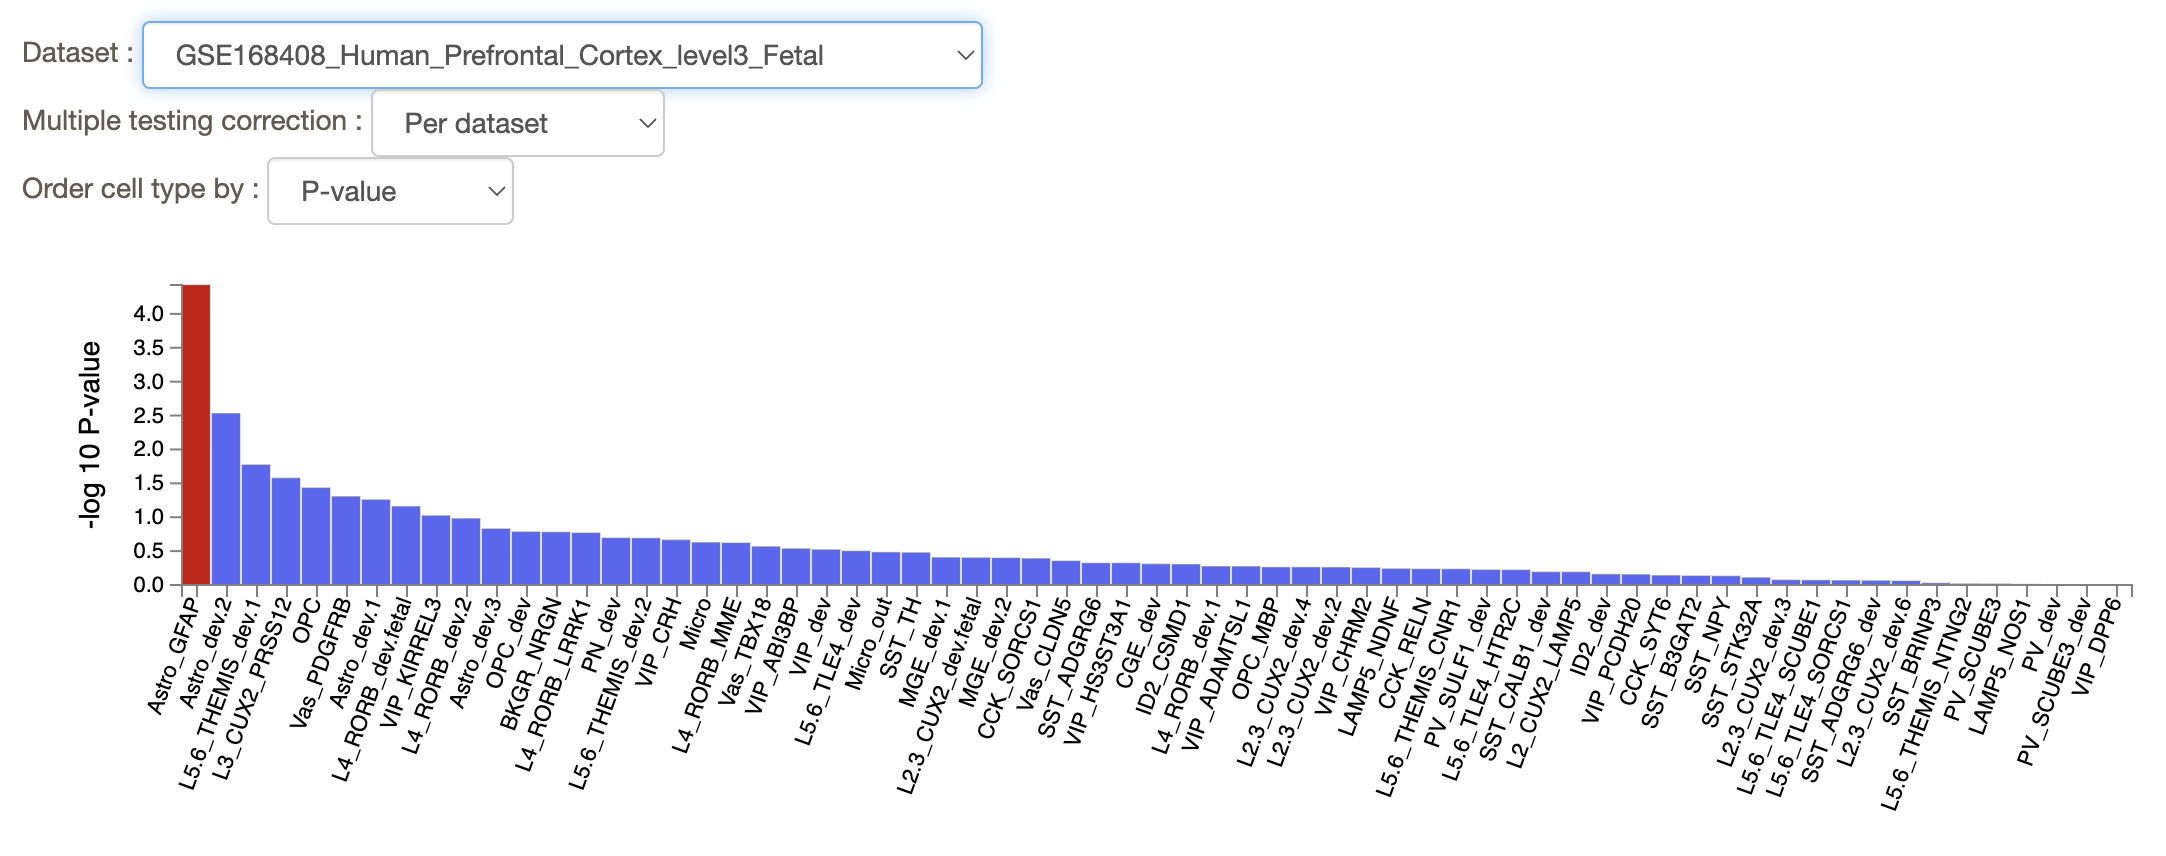 Dataset : GSE168408_Human_Prefrontal_Cortex_level3_Fetal
Multiple testing correction : Per dataset
Order cell type by : P-value
-log 10 P-value
4.0
3.5
3.0
2.5
2.0
1.5
1.0
0.5
0.0
Astro_GFAP
Astro_dev.2
L5.6_THEMIS_dev.1
L3_CUX2_PRSS12
OPC
Vas_PDGFRB
Astro_dev.1
L4_RORB_dev.fetal
VIP_KIRREL3
L4_RORB_dev.2
Astro_dev.3
OPC_dev
BKGR_NRGN
L4_RORB_LRRK1
PN_dev
L5.6_THEMIS_dev.2
VIP_CRH
Micro
L4_RORB_MME
Vas_TBX18
VIP_ABI3BP
VIP_dev
L5.6_TLE4_dev
Micro_out
SST_TH
MGE_dev.1
L2.3_CUX2_dev.fetal
MGE_dev.2
CCK_SORCS1
Vas_CLDN5
SST_ADGRG6
VIP_HS3ST3A1
CGE_dev
ID2_CSMD1
L4_RORB_dev.1
VIP_ADAMTSL1
OPC_MBP
L2.3_CUX2_dev.4
L2.3_CUX2_dev.2
VIP_CHRM2
LAMP5_NDNF
CCK_RELN
L5.6_THEMIS_CNR1
PV_SULF1_dev
L5.6_TLE4_HTR2C
SST_CALB1_dev
L2_CUX2_LAMP5
ID2_dev
VIP_PCDH20
CCK_SYT6
SST_B3GAT2
SST_NPY
SST_STK32A
L2.3_CUX2_dev.3
L5.6_TLE4_SCUBE1
L5.6_TLE4_SORCS1
SST_ADGRG6_dev
L2.3_CUX2_dev.6
SST_BRINP3
L5.6_THEMIS_NTNG2
PV_SCUBE3
LAMP5_NOS1
PV_dev
PV_SCUBE3_dev
VIP_DPP6